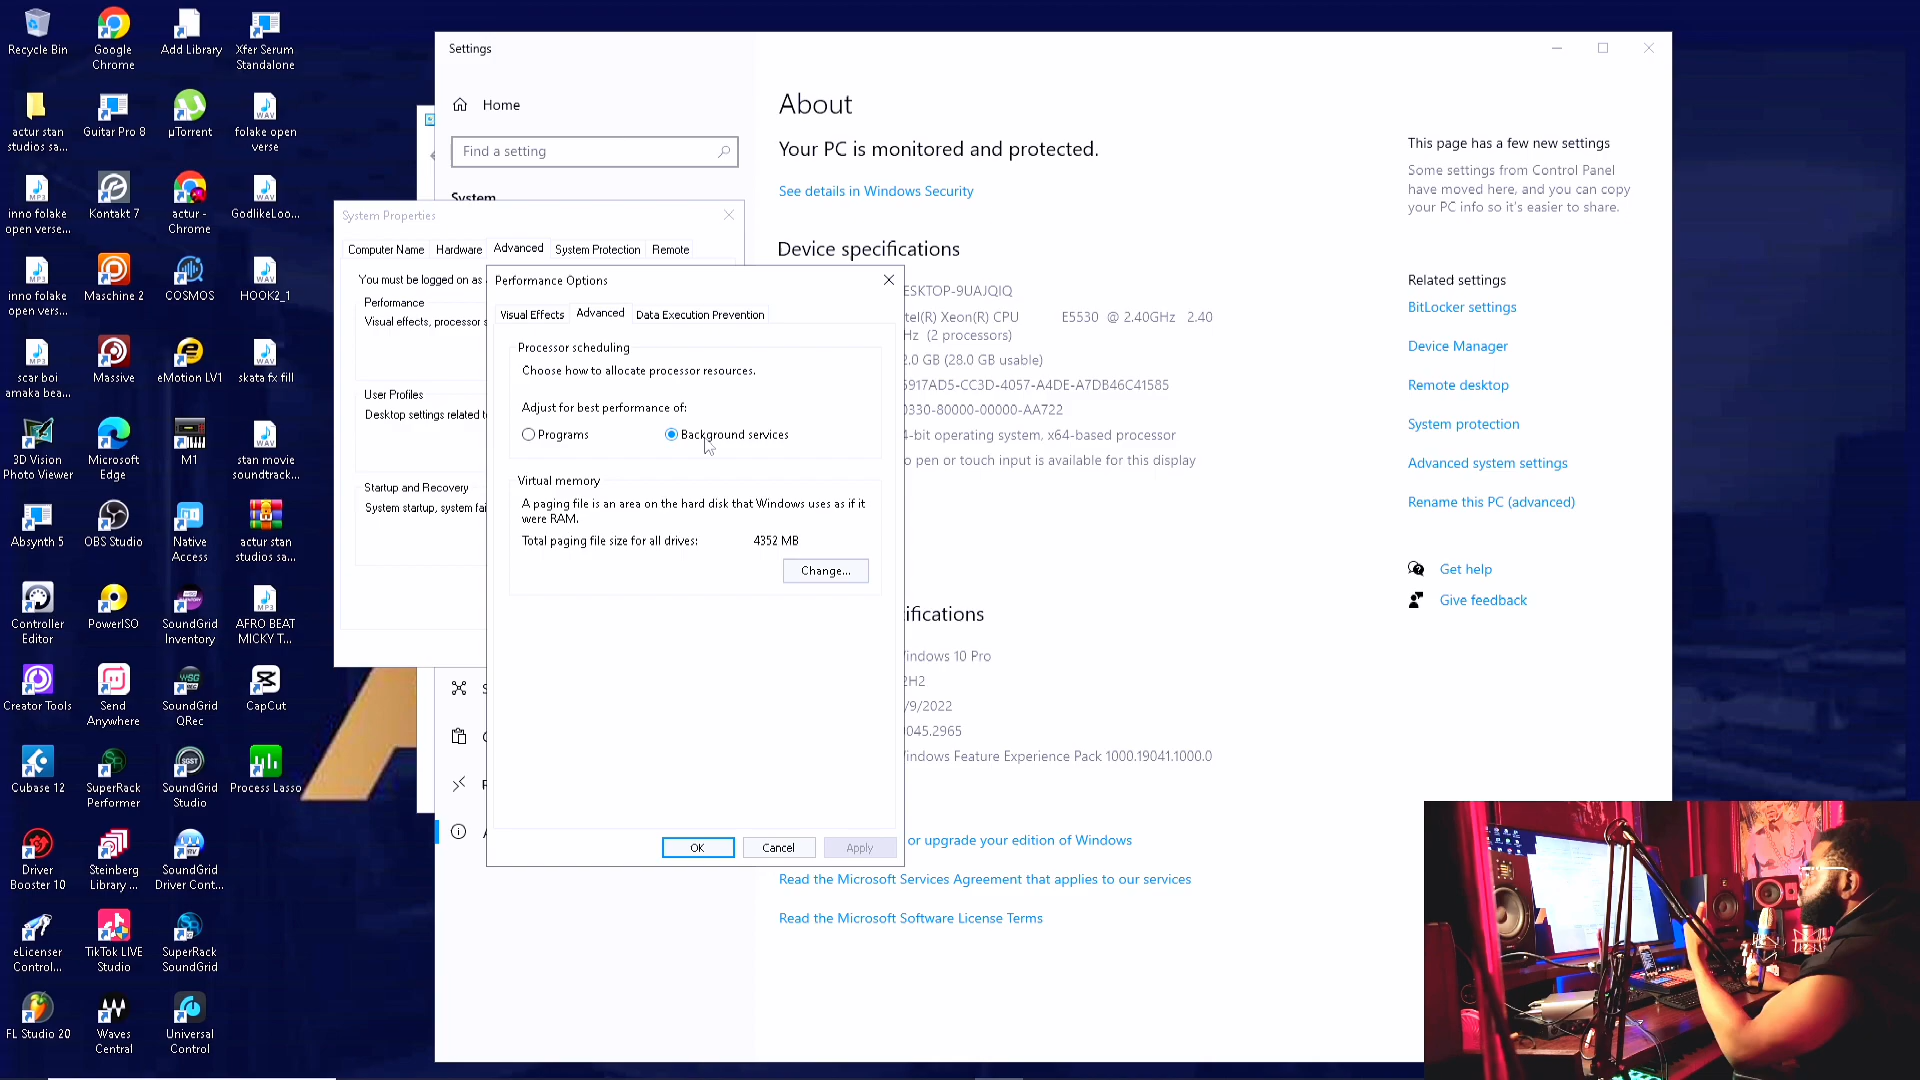 Recycle Bin
Google
Chrome
Add Library
Xfer Serum
Standalone
actur stan
studios sa...
Guitar Pro 8
µTorrent
folake open
verse
inno folake
open verse...
Kontakt 7
actur -
Chrome
GodlikeLoo...
inno folake
open vers...
Maschine 2
COSMOS
HOOK2_1
scar boi
amaka bea...
Massive
eMotion LV1
skata fx fill
3D Vision
Photo Viewer
Microsoft
Edge
M1
stan movie
soundtrack...
Absynth 5
OBS Studio
Native
Access
actur stan
studios sa...
Controller
Editor
PowerISO
SoundGrid
Inventory
AFRO BEAT
MICKY T...
Creator Tools
Send
Anywhere
SoundGrid
QRec
CapCut
Cubase 12
SuperRack
Performer
SoundGrid
Studio
Process Lasso
Driver
Booster 10
Steinberg
Library ...
SoundGrid
Driver Cont...
eLicenser
Control...
TikTok LIVE
Studio
SuperRack
SoundGrid
FL Studio 20
Waves
Central
Universal
Control
Settings
Home
Find a setting
System
System Properties
Computer Name Hardware Advanced System Protection Remote
You must be logged on as
Performance
Visual effects, processor s
User Profiles
Desktop settings related t
Startup and Recovery
System startup, system fai
Performance Options
Visual Effects Advanced Data Execution Prevention
Processor scheduling
Choose how to allocate processor resources.
Adjust for best performance of:
Programs Background services
Virtual memory
A paging file is an area on the hard disk that Windows uses as if it
were RAM.
Total paging file size for all drives: 4352 MB
Change...
OK Cancel Apply
About
Your PC is monitored and protected.
See details in Windows Security
Device specifications
ESKTOP-9UAJQIQ
tel(R) Xeon(R) CPU E5530 @ 2.40GHz 2.40
Hz (2 processors)
2.0 GB (28.0 GB usable)
5917AD5-CC3D-4057-A4DE-A7DB46C41585
0330-80000-00000-AA722
4-bit operating system, x64-based processor
o pen or touch input is available for this display
ifications
indows 10 Pro
2H2
/9/2022
045.2965
indows Feature Experience Pack 1000.19041.1000.0
or upgrade your edition of Windows
Read the Microsoft Services Agreement that applies to our services
Read the Microsoft Software License Terms
This page has a few new settings
Some settings from Control Panel
have moved here, and you can copy
your PC info so it's easier to share.
Related settings
BitLocker settings
Device Manager
Remote desktop
System protection
Advanced system settings
Rename this PC (advanced)
Get help
Give feedback